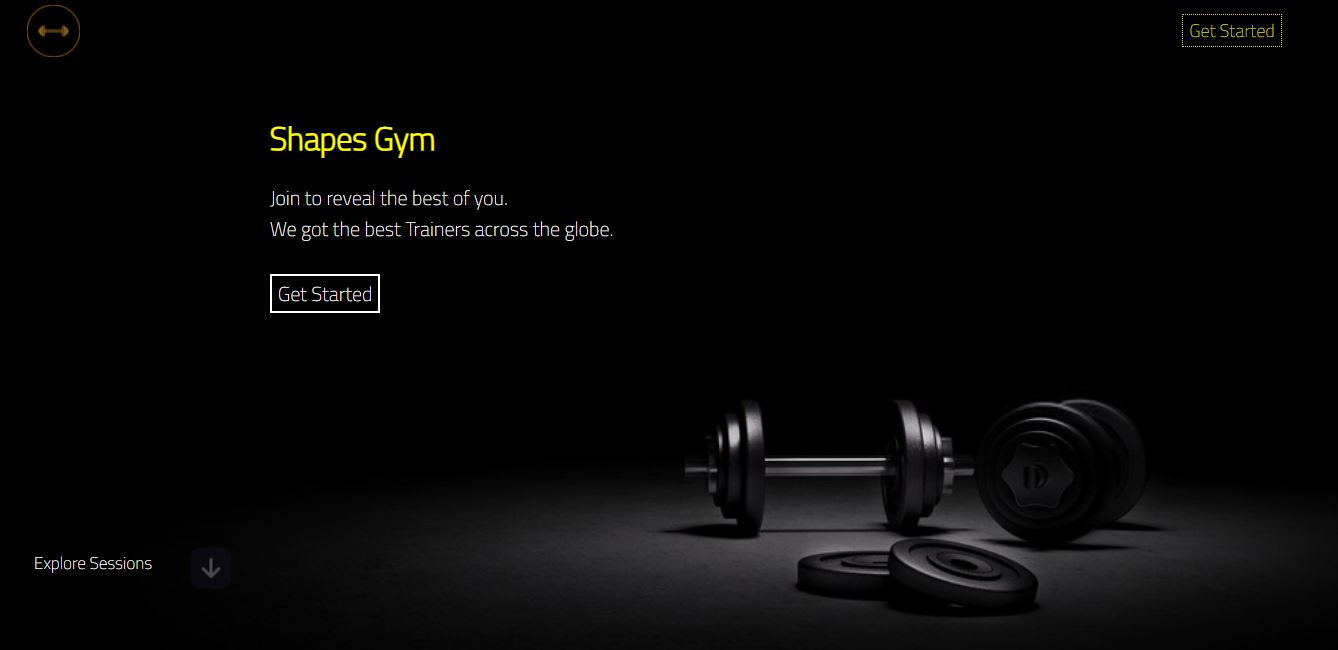 Get Started
Shapes Gym
Join to reveal the best of you.
We got the best Trainers across the globe.
Get Started
Explore Sessions